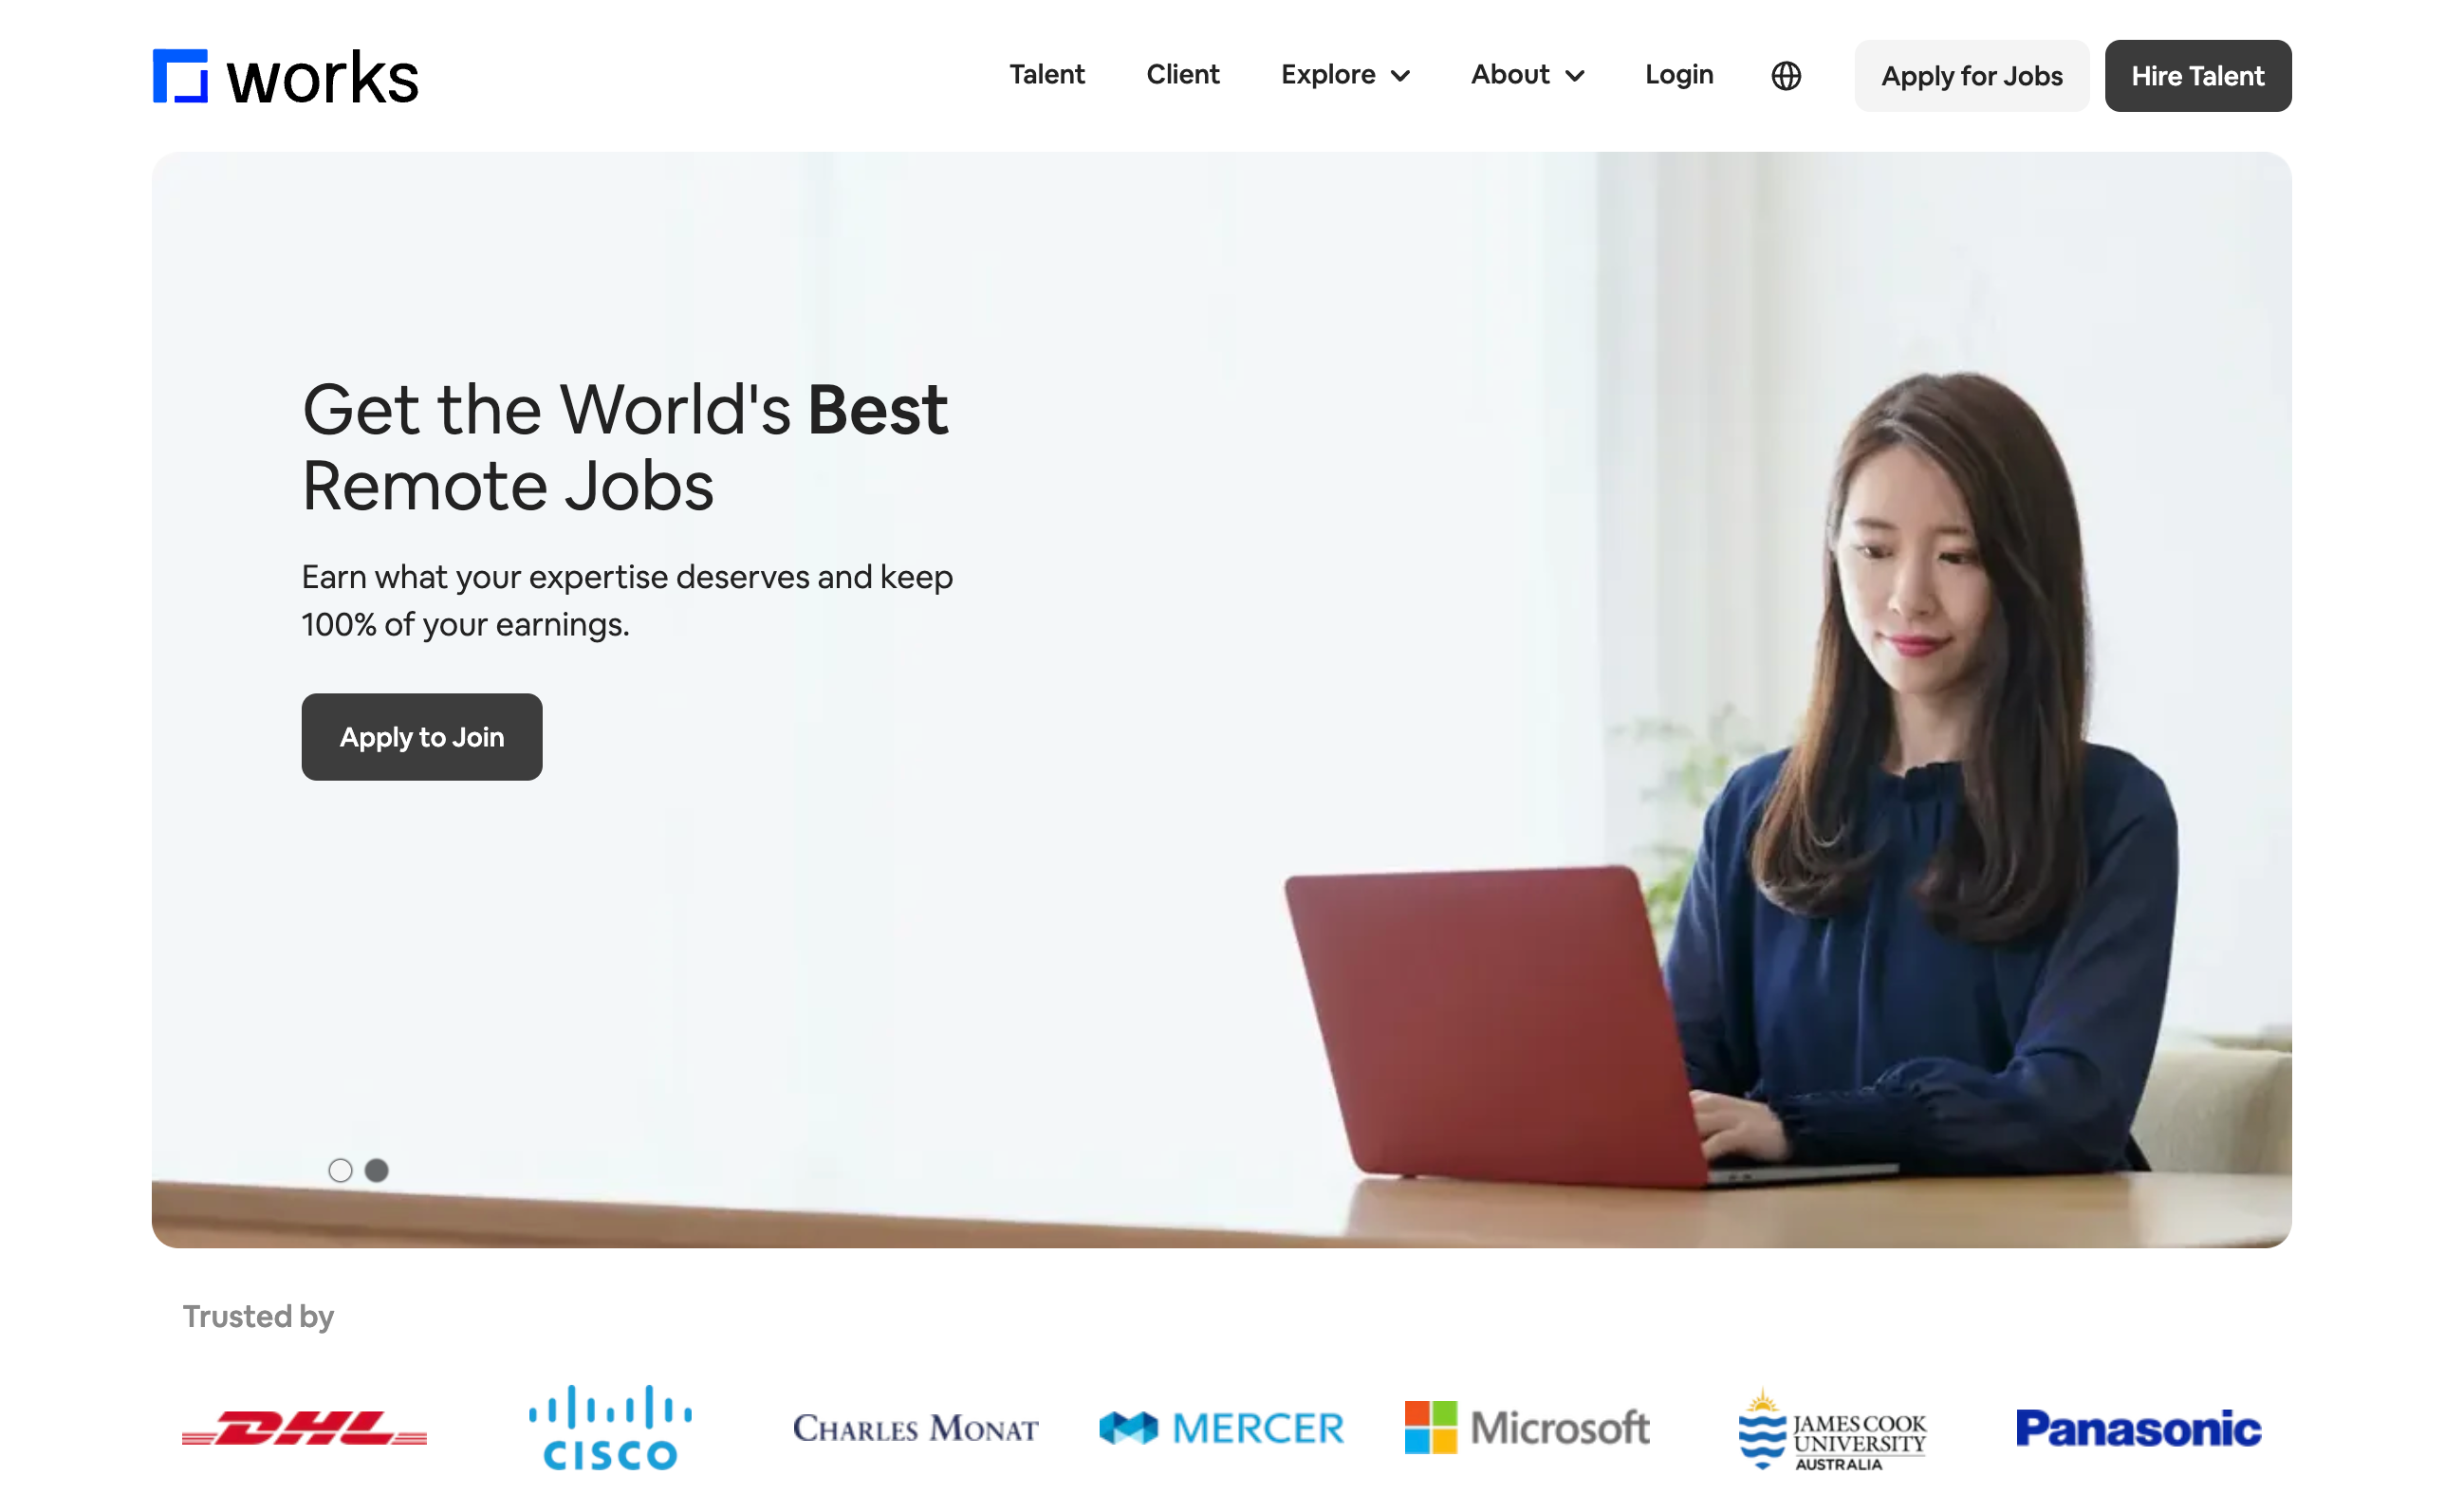 works
Talent
Client
Explore
About
Login
Apply for Jobs
Hire Talent
Get the World's Best
Remote Jobs
Earn what your expertise deserves and keep
100% of your earnings.
Apply to Join
Trusted by
DHL
CISCO
CHARLES MONAT
MERCER
Microsoft
JAMES COOK
UNIVERSITY
AUSTRALIA
Panasonic